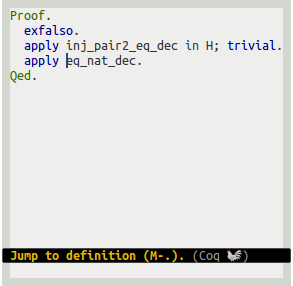 Proof.
exfalso.
apply inj_pair2_eq_dec in H; trivial.
apply eq_nat_dec.
Qed.
Jump to definition (M-.). (Coq 🐓)